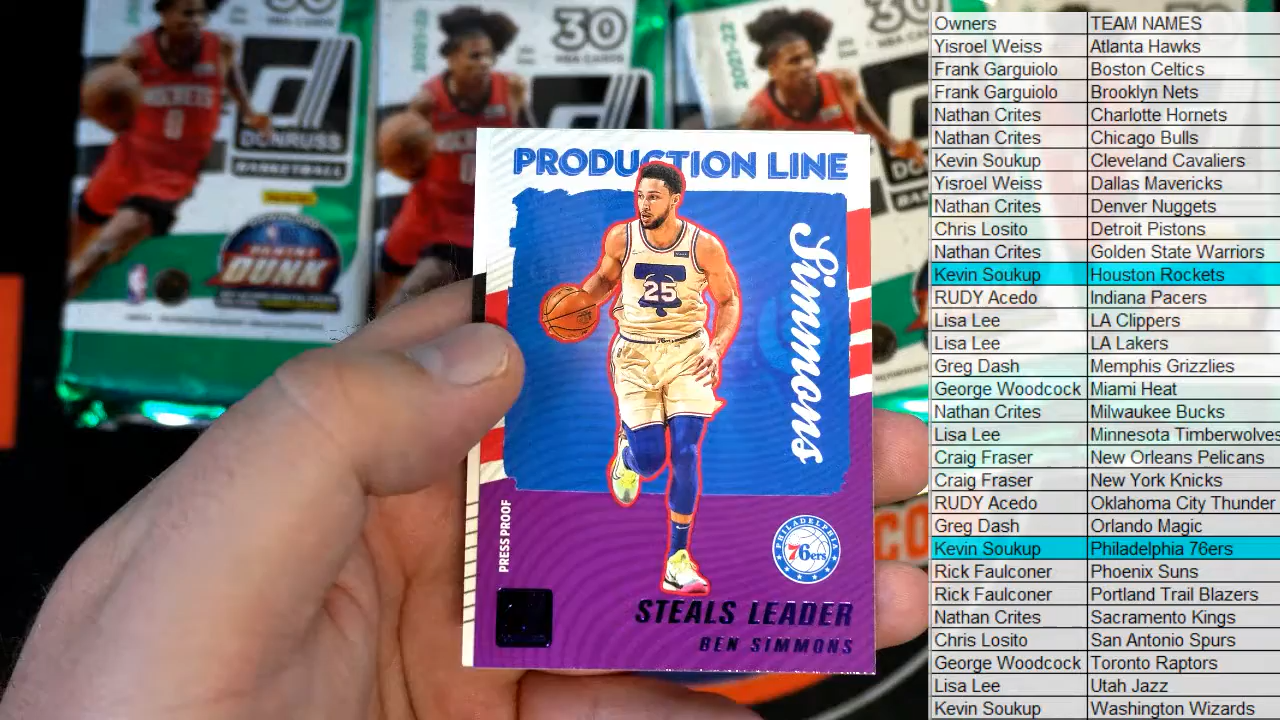 30
NBA CARDS
DONRUSS
BASKETBALL
PANINI
DUNK
30
2021-22
30
PRODUCTION LINE
Simmons
25
PRESS PROOF
PHILADELPHIA
76ers
STEALS LEADER
BEN SIMMONS
Owners TEAM NAMES
Yisroel Weiss Atlanta Hawks
Frank Garguiolo Boston Celtics
Frank Garguiolo Brooklyn Nets
Nathan Crites Charlotte Hornets
Nathan Crites Chicago Bulls
Kevin Soukup Cleveland Cavaliers
Yisroel Weiss Dallas Mavericks
Nathan Crites Denver Nuggets
Chris Losito Detroit Pistons
Nathan Crites Golden State Warriors
Kevin Soukup Houston Rockets
RUDY Acedo Indiana Pacers
Lisa Lee LA Clippers
Lisa Lee LA Lakers
Greg Dash Memphis Grizzlies
George Woodcock Miami Heat
Nathan Crites Milwaukee Bucks
Lisa Lee Minnesota Timberwolves
Craig Fraser New Orleans Pelicans
Craig Fraser New York Knicks
RUDY Acedo Oklahoma City Thunder
Greg Dash Orlando Magic
Kevin Soukup Philadelphia 76ers
Rick Faulconer Phoenix Suns
Rick Faulconer Portland Trail Blazers
Nathan Crites Sacramento Kings
Chris Losito San Antonio Spurs
George Woodcock Toronto Raptors
Lisa Lee Utah Jazz
Kevin Soukup Washington Wizards